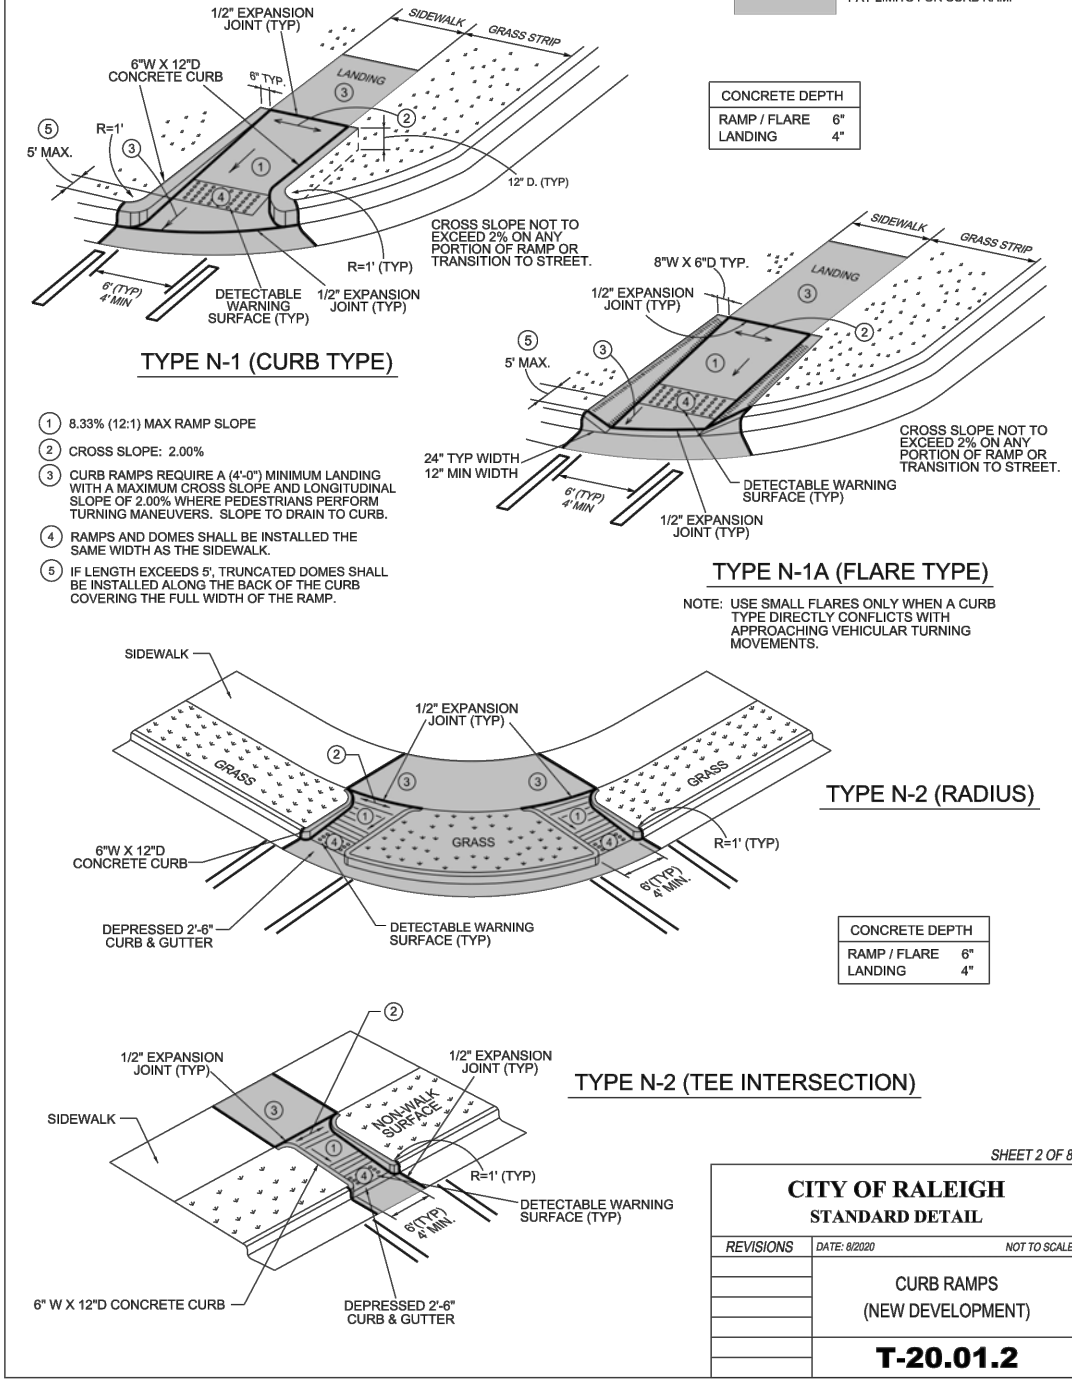 1/2" EXPANSION
JOINT (TYP)
SIDEWALK
GRASS STRIP
6"W X 12"D
CONCRETE CURB
6" TYP.
LANDING
3
2
5
5' MAX.
R=1'
3
1
4
12" D. (TYP)
CONCRETE DEPTH
RAMP / FLARE 6"
LANDING 4"
CROSS SLOPE NOT TO
EXCEED 2% ON ANY
PORTION OF RAMP OR
TRANSITION TO STREET.
R=1' (TYP)
6' (TYP)
4' MIN
DETECTABLE
WARNING
SURFACE (TYP)
1/2" EXPANSION
JOINT (TYP)
TYPE N-1 (CURB TYPE)
SIDEWALK
GRASS STRIP
8"W X 6"D TYP.
LANDING
1/2" EXPANSION
JOINT (TYP)
3
2
5
5' MAX.
3
1
4
24" TYP WIDTH
12" MIN WIDTH
6' (TYP)
4' MIN
CROSS SLOPE NOT TO
EXCEED 2% ON ANY
PORTION OF RAMP OR
TRANSITION TO STREET.
DETECTABLE WARNING
SURFACE (TYP)
1/2" EXPANSION
JOINT (TYP)
TYPE N-1A (FLARE TYPE)
NOTE: USE SMALL FLARES ONLY WHEN A CURB
TYPE DIRECTLY CONFLICTS WITH
APPROACHING VEHICULAR TURNING
MOVEMENTS.
1 8.33% (12:1) MAX RAMP SLOPE
2 CROSS SLOPE: 2.00%
3 CURB RAMPS REQUIRE A (4'-0") MINIMUM LANDING
WITH A MAXIMUM CROSS SLOPE AND LONGITUDINAL
SLOPE OF 2.00% WHERE PEDESTRIANS PERFORM
TURNING MANEUVERS. SLOPE TO DRAIN TO CURB.
4 RAMPS AND DOMES SHALL BE INSTALLED THE
SAME WIDTH AS THE SIDEWALK.
5 IF LENGTH EXCEEDS 5', TRUNCATED DOMES SHALL
BE INSTALLED ALONG THE BACK OF THE CURB
COVERING THE FULL WIDTH OF THE RAMP.
SIDEWALK
1/2" EXPANSION
JOINT (TYP)
2
GRASS
3
3
GRASS
1
1
GRASS
4
4
6"W X 12"D
CONCRETE CURB
R=1' (TYP)
6'(TYP)
4' MIN.
DEPRESSED 2'-6"
CURB & GUTTER
DETECTABLE WARNING
SURFACE (TYP)
TYPE N-2 (RADIUS)
CONCRETE DEPTH
RAMP / FLARE 6"
LANDING 4"
2
1/2" EXPANSION
JOINT (TYP)
1/2" EXPANSION
JOINT (TYP)
SIDEWALK
3
NON-WALK
SURFACE
1
4
R=1' (TYP)
6'(TYP)
4' MIN.
DETECTABLE WARNING
SURFACE (TYP)
6" W X 12"D CONCRETE CURB
DEPRESSED 2'-6"
CURB & GUTTER
TYPE N-2 (TEE INTERSECTION)
SHEET 2 OF 8
CITY OF RALEIGH
STANDARD DETAIL
REVISIONS
DATE: 8/2020
NOT TO SCALE
CURB RAMPS
(NEW DEVELOPMENT)
T-20.01.2